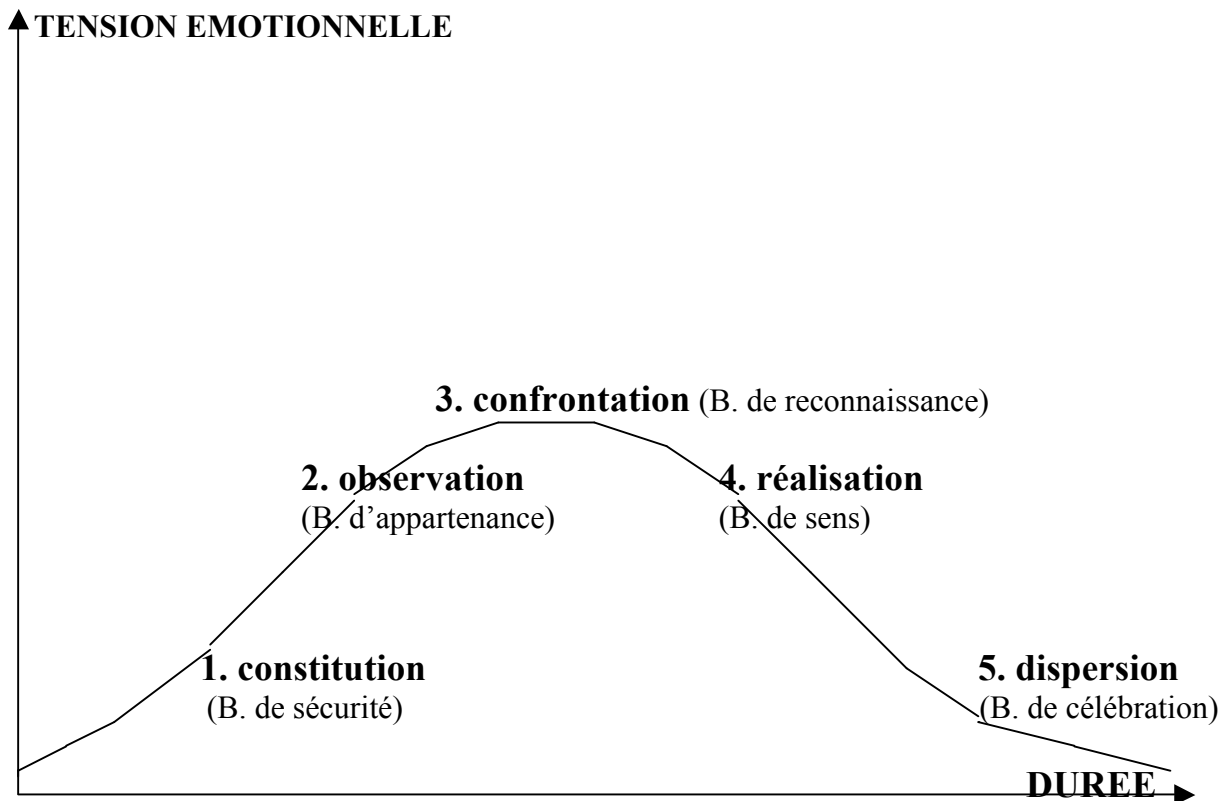 TENSION EMOTIONNELLE
3. confrontation (B. de reconnaissance)
2. observation
(B. d’appartenance)
4. réalisation
(B. de sens)
1. constitution
(B. de sécurité)
5. dispersion
(B. de célébration)
DUREE